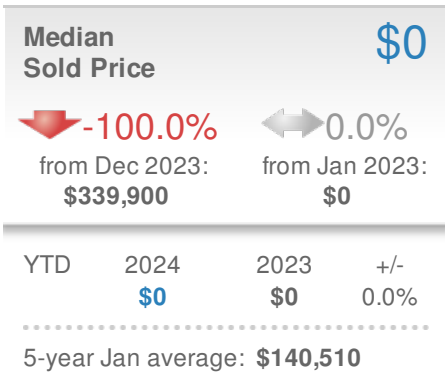 Median $0
Sold Price
-100.0% 0.0%
from Dec 2023: from Jan 2023:
$339,900 $0
YTD 2024 2023 +/-
$0 $0 0.0%
5-year Jan average: $140,510